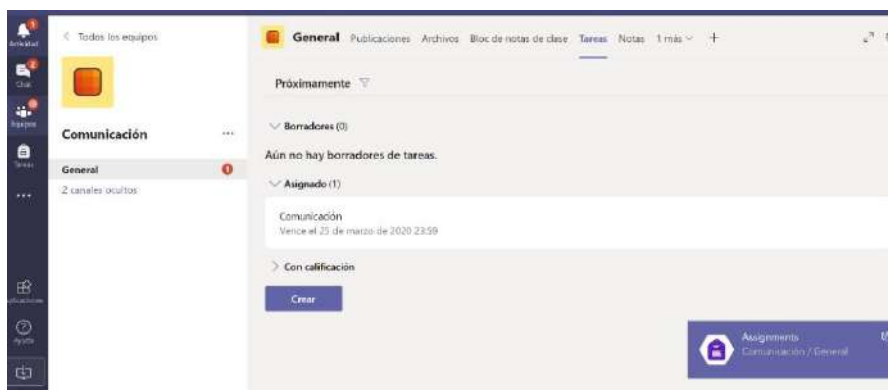 Actividad
Chat
Equipos
Tareas
Ayuda
Todos los equipos
Comunicación
General
2 canales ocultos
General Publicaciones Archivos Bloc de notas de clase Tareas Notas 1 más +
Próximamente
Borradores (0)
Aún no hay borradores de tareas.
Asignado (1)
Comunicación
Vence el 25 de marzo de 2020 23:59
Con calificación
Crear
Assignments
Comunicación / General